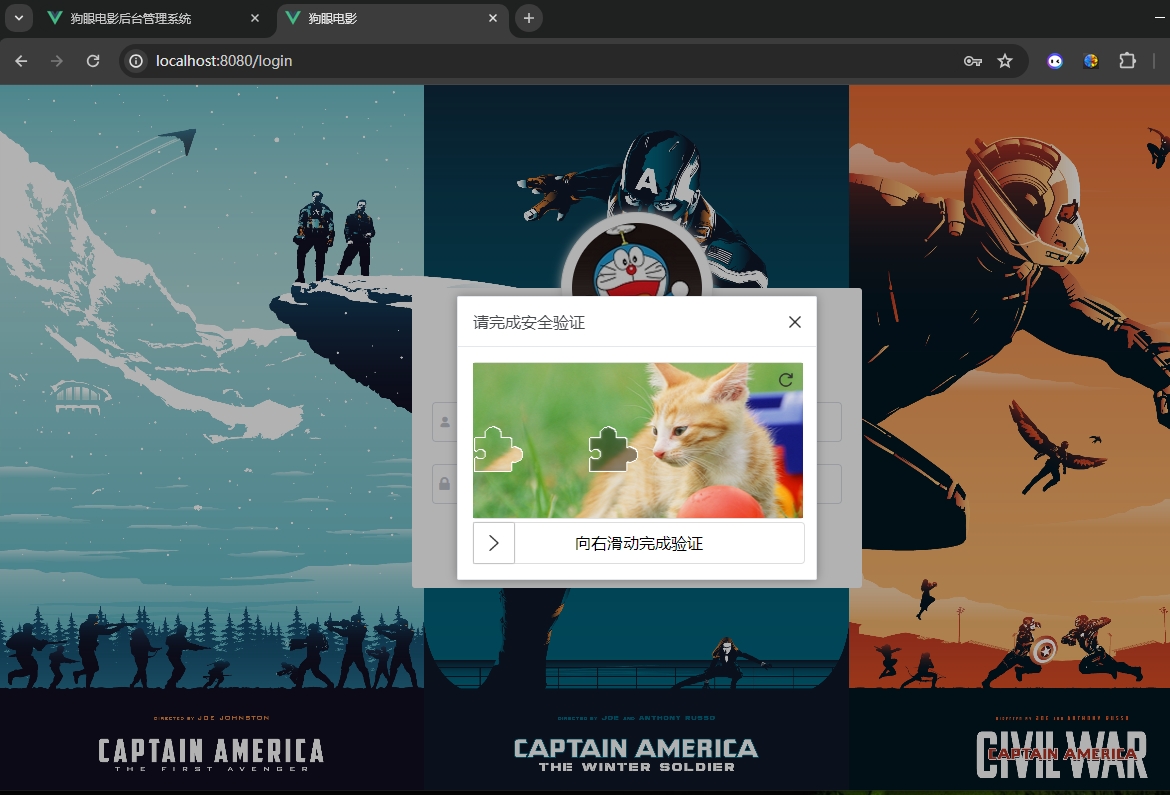 狗眼电影后台管理系统
狗眼电影
localhost:8080/login
A
请完成安全验证
向右滑动完成验证
DIRECTED BY JOE JOHNSTON
CAPTAIN AMERICA
THE FIRST AVENGER
DIRECTED BY JOE AND ANTHONY RUSSO
CAPTAIN AMERICA
THE WINTER SOLDIER
DIRECTED BY JOE AND ANTHONY RUSSO
CAPTAIN AMERICA
CIVIL WAR